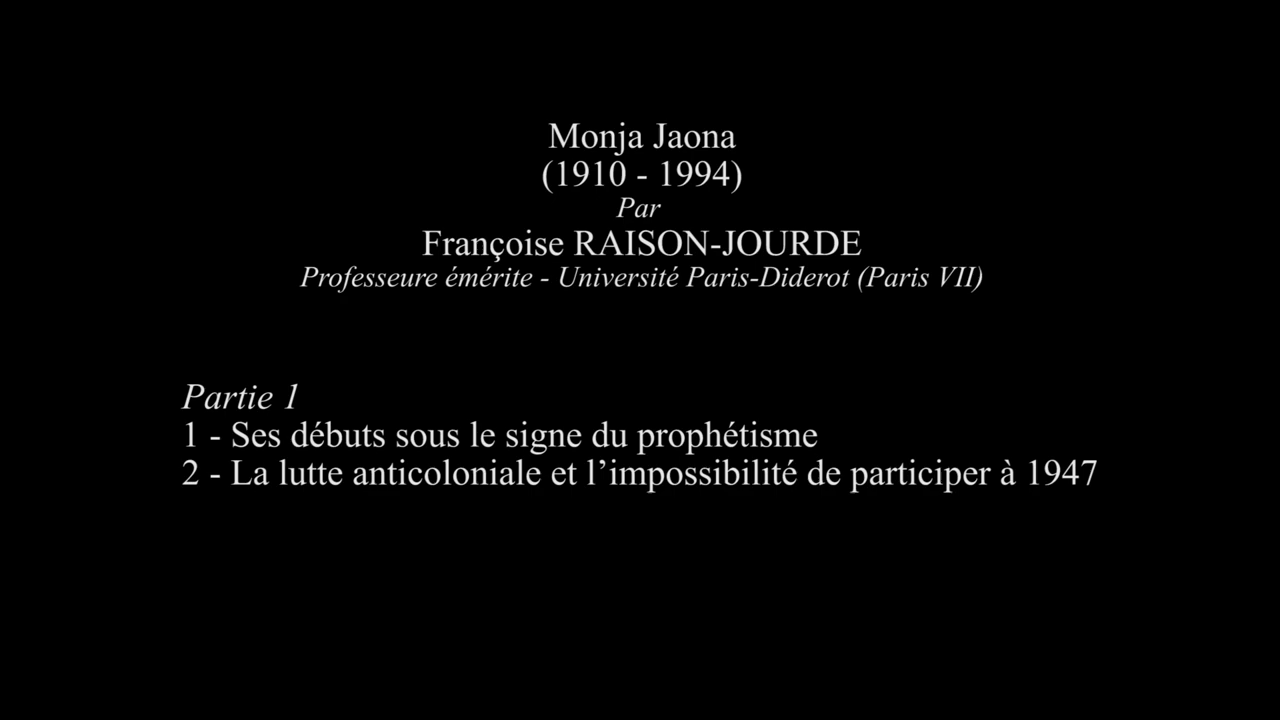 Monja Jaona
(1910 - 1994)
Par
Françoise RAISON-JOURDE
Professeure émérite - Université Paris-Diderot (Paris VII)
Partie 1
1 - Ses débuts sous le signe du prophétisme
2 - La lutte anticoloniale et l’impossibilité de participer à 1947